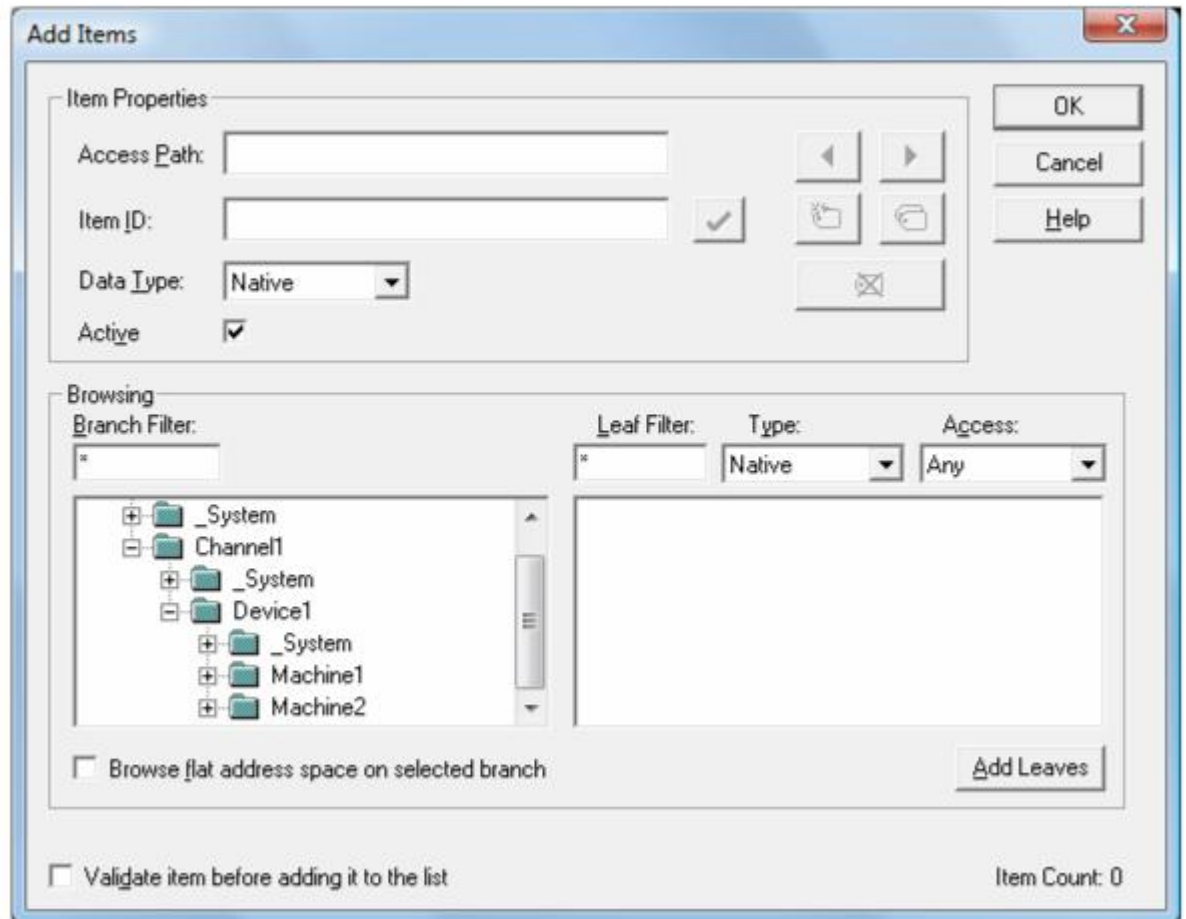 Add Items
Item Properties
OK
Access Path:
Cancel
Item ID:
Help
Data Type: Native
Active
Browsing
Branch Filter: Leaf Filter: Type: Access:
* * Native Any
_System
Channel1
_System
Device1
_System
Machine1
Machine2
Browse flat address space on selected branch Add Leaves
Validate item before adding it to the list Item Count: 0